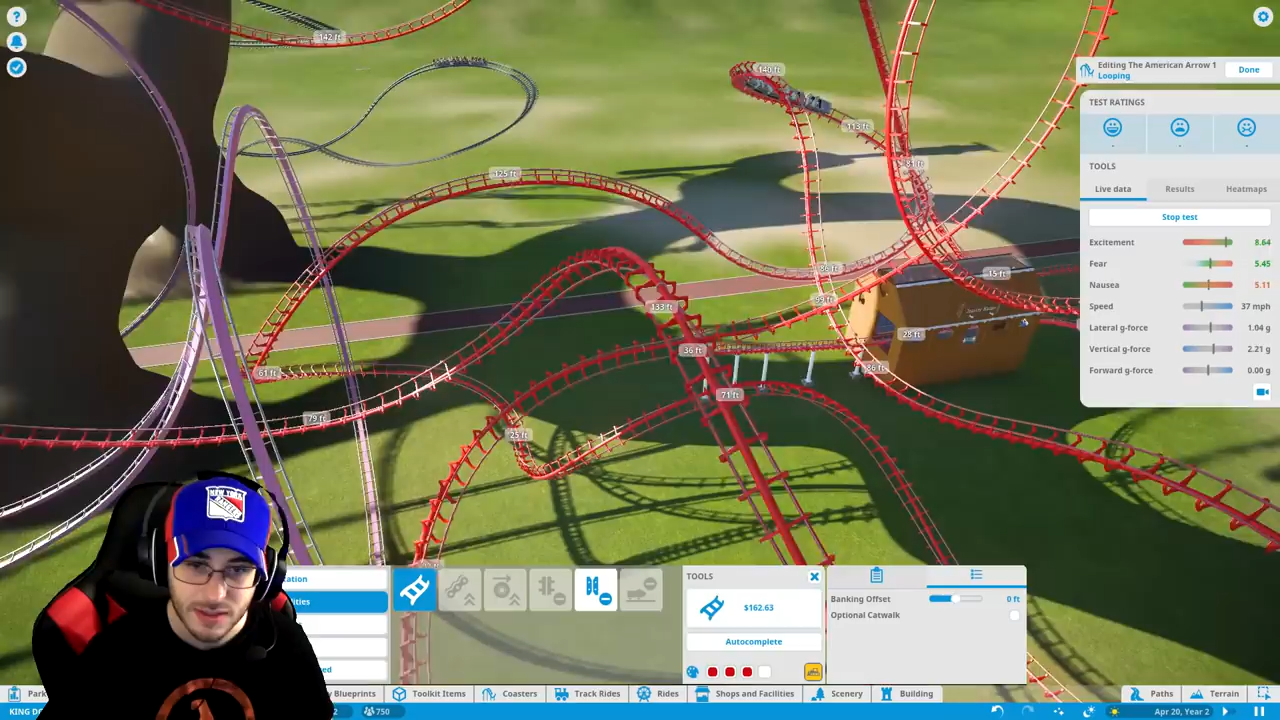 142 ft
140 ft
113 ft
125 ft
15 ft
133 ft
28 ft
36 ft
61 ft
71 ft
79 ft
25 ft
Editing The American Arrow 1
Looping
Done
TEST RATINGS
- - -
TOOLS
Live data Results Heatmaps
Stop test
Excitement 8.64
Fear 5.45
Nausea 5.11
Speed 37 mph
Lateral g-force 1.04 g
Vertical g-force 2.21 g
Forward g-force 0.00 g
NEW YORK
TOOLS
$162.63
Autocomplete
Banking Offset 0 ft
Optional Catwalk
Blueprints Toolkit Items Coasters Track Rides Rides Shops and Facilities Scenery Building Paths Terrain
750 Apr 20, Year 2